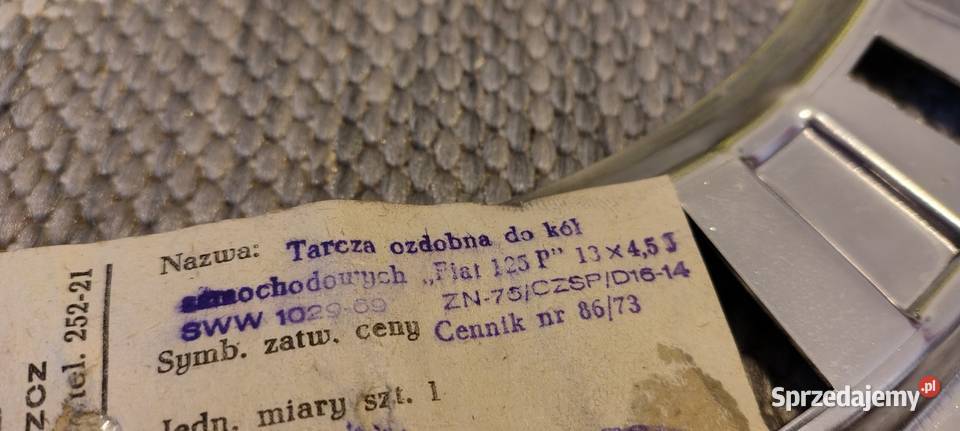 Nazwa: Tarcza ozdobna do kół
samochodowych „Fiat 125 P" 13 × 4,5 J
SWW 1029-69 ZN-75/CZSP/D16-14
Symb. zatw. ceny Cennik nr 86/73
Jedn. miary szt. 1
ZCZ
tel. 252-21
Sprzedajemy.pl